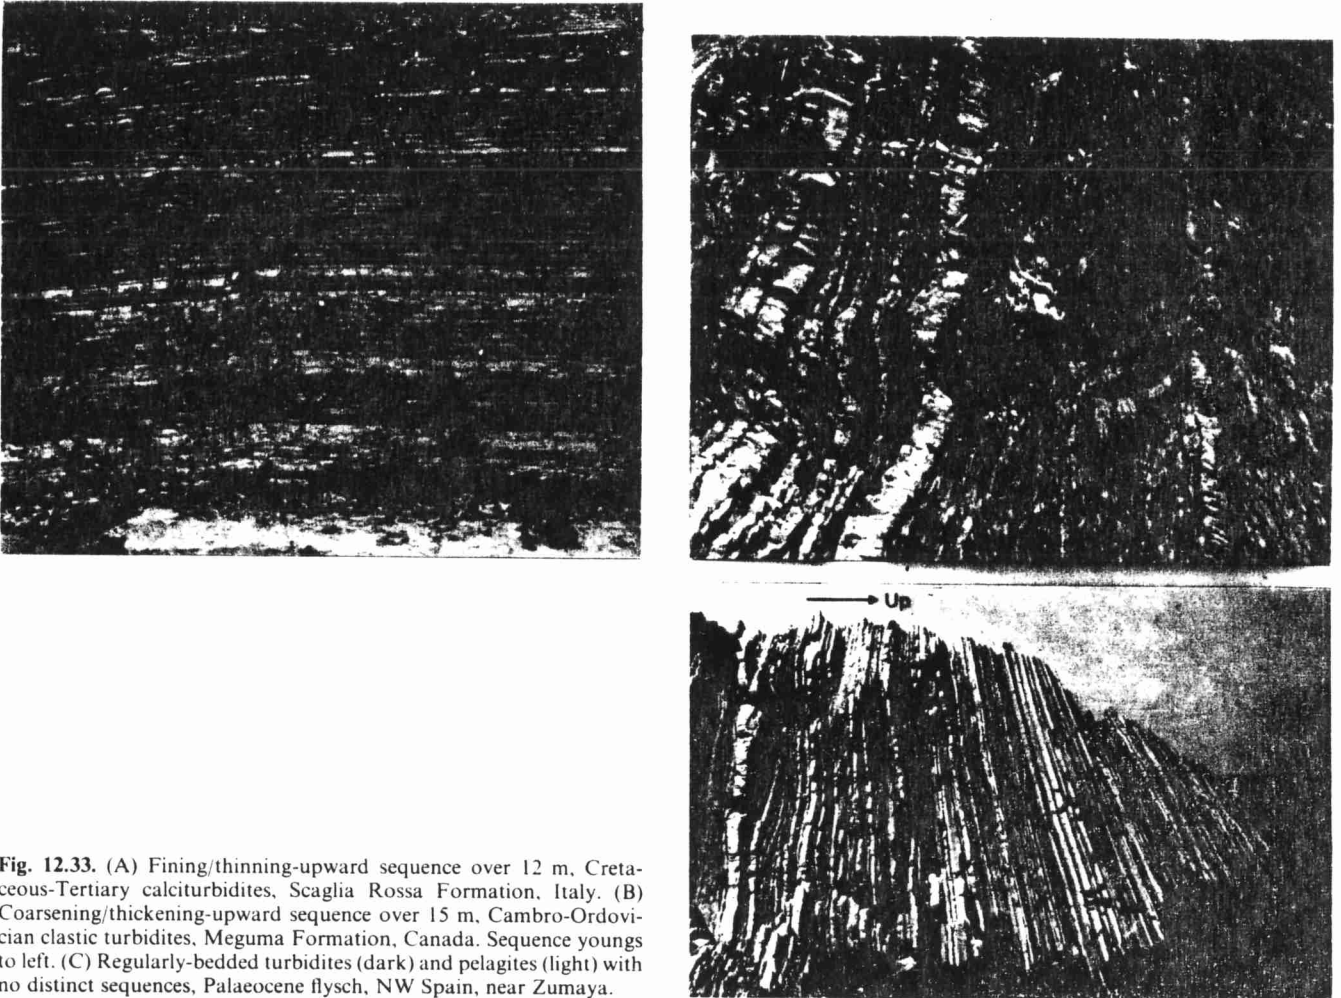 Up
Fig. 12.33. (A) Fining/thinning-upward sequence over 12 m, Creta-
ceous-Tertiary calciturbidites, Scaglia Rossa Formation, Italy. (B)
Coarsening/thickening-upward sequence over 15 m, Cambro-Ordovi-
cian clastic turbidites, Meguma Formation, Canada. Sequence youngs
to left. (C) Regularly-bedded turbidites (dark) and pelagites (light) with
no distinct sequences, Palaeocene flysch, NW Spain, near Zumaya.